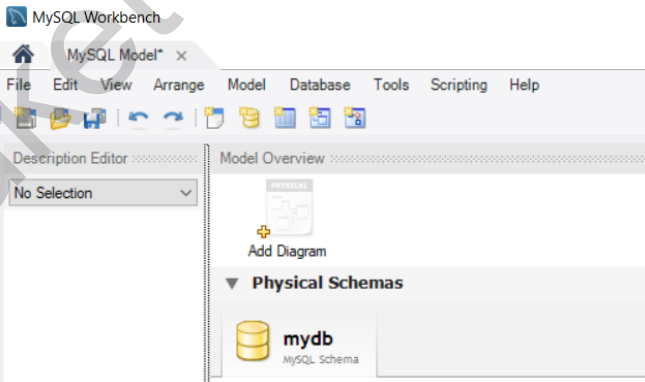 MySQL Workbench
MySQL Model* ×
File Edit View Arrange Model Database Tools Scripting Help
Description Editor
Model Overview
No Selection
PHYSICAL
Add Diagram
▼ Physical Schemas
mydb
MySQL Schema